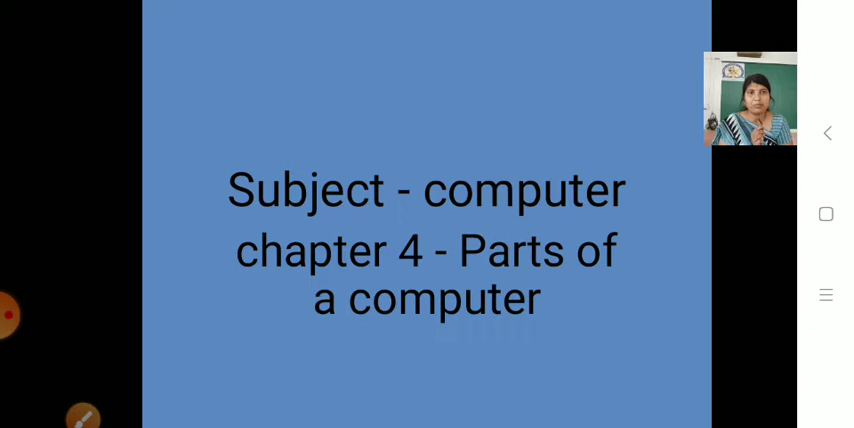 Subject - computer
chapter 4 - Parts of
a computer